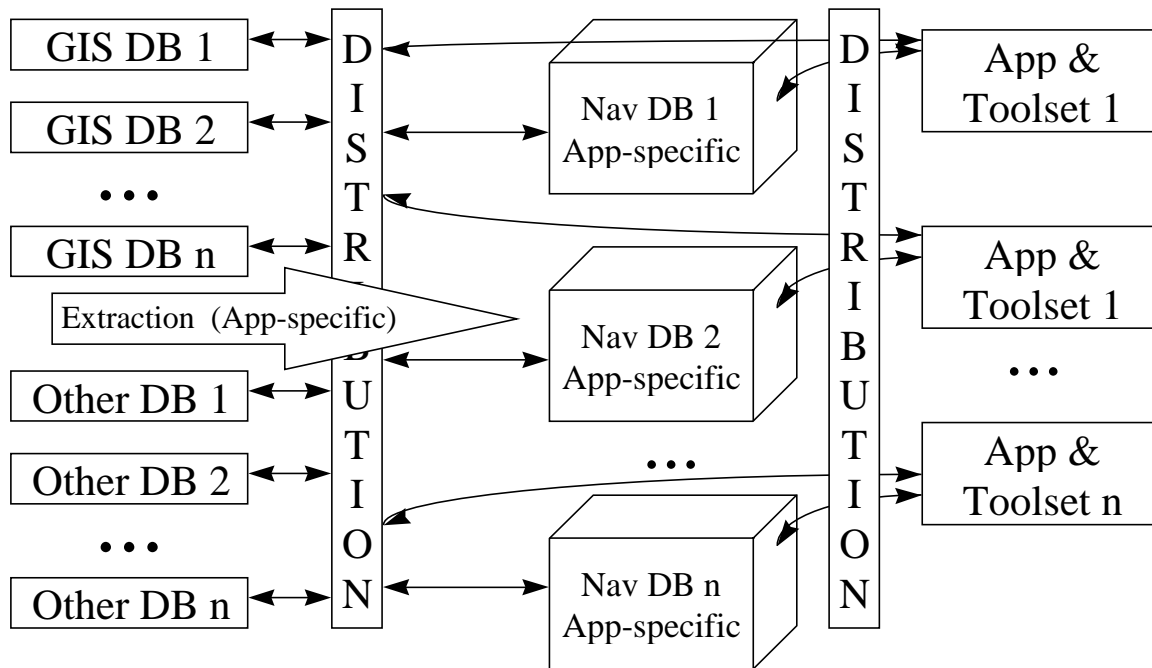 GIS DB 1
GIS DB 2
...
GIS DB n
Extraction (App-specific)
Other DB 1
Other DB 2
...
Other DB n
DISTRIBUTION
Nav DB 1
App-specific
Nav DB 2
App-specific
...
Nav DB n
App-specific
DISTRIBUTION
App &
Toolset 1
App &
Toolset 1
...
App &
Toolset n